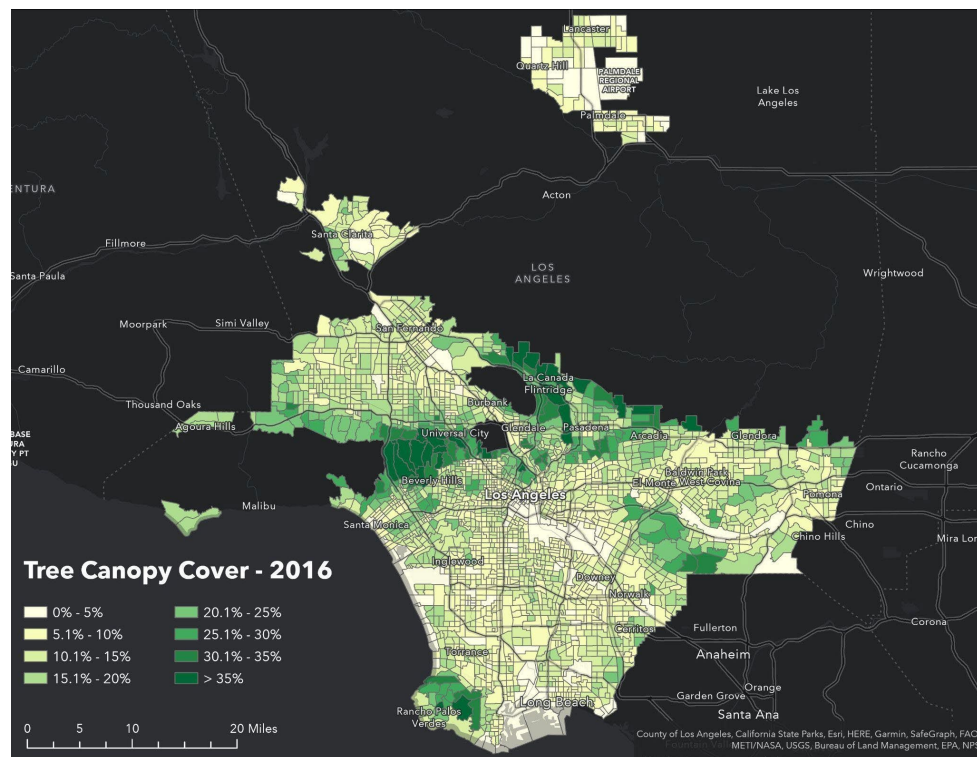 Lancaster
Quartz Hill
PALMDALE
REGIONAL
AIRPORT
Lake Los
Angeles
Palmdale
ENTURA
Acton
Santa Clarita
Fillmore
LOS
ANGELES
Wrightwood
Santa Paula
Moorpark
Simi Valley
San Fernando
Camarillo
La Canada
Flintridge
Thousand Oaks
Burbank
Agoura Hills
Universal City
Glendale
Pasadena
Arcadia
Glendora
BASE
URA
Y PT
GU
Rancho
Cucamonga
Beverly Hills
Baldwin Park
El Monte
West Covina
Los Angeles
Pomona
Ontario
Malibu
Santa Monica
Chino
Chino Hills
Mira Lom
Inglewood
Downey
Norwalk
Tree Canopy Cover - 2016
0% - 5%
5.1% - 10%
10.1% - 15%
15.1% - 20%
20.1% - 25%
25.1% - 30%
30.1% - 35%
> 35%
Cerritos
Fullerton
Corona
Torrance
Anaheim
Rancho Palos
Verdes
Long Beach
Garden Grove
Orange
Santa Ana
0 5 10 20 Miles
County of Los Angeles, California State Parks, Esri, HERE, Garmin, SafeGraph, FAO
METI/NASA, USGS, Bureau of Land Management, EPA, NPS